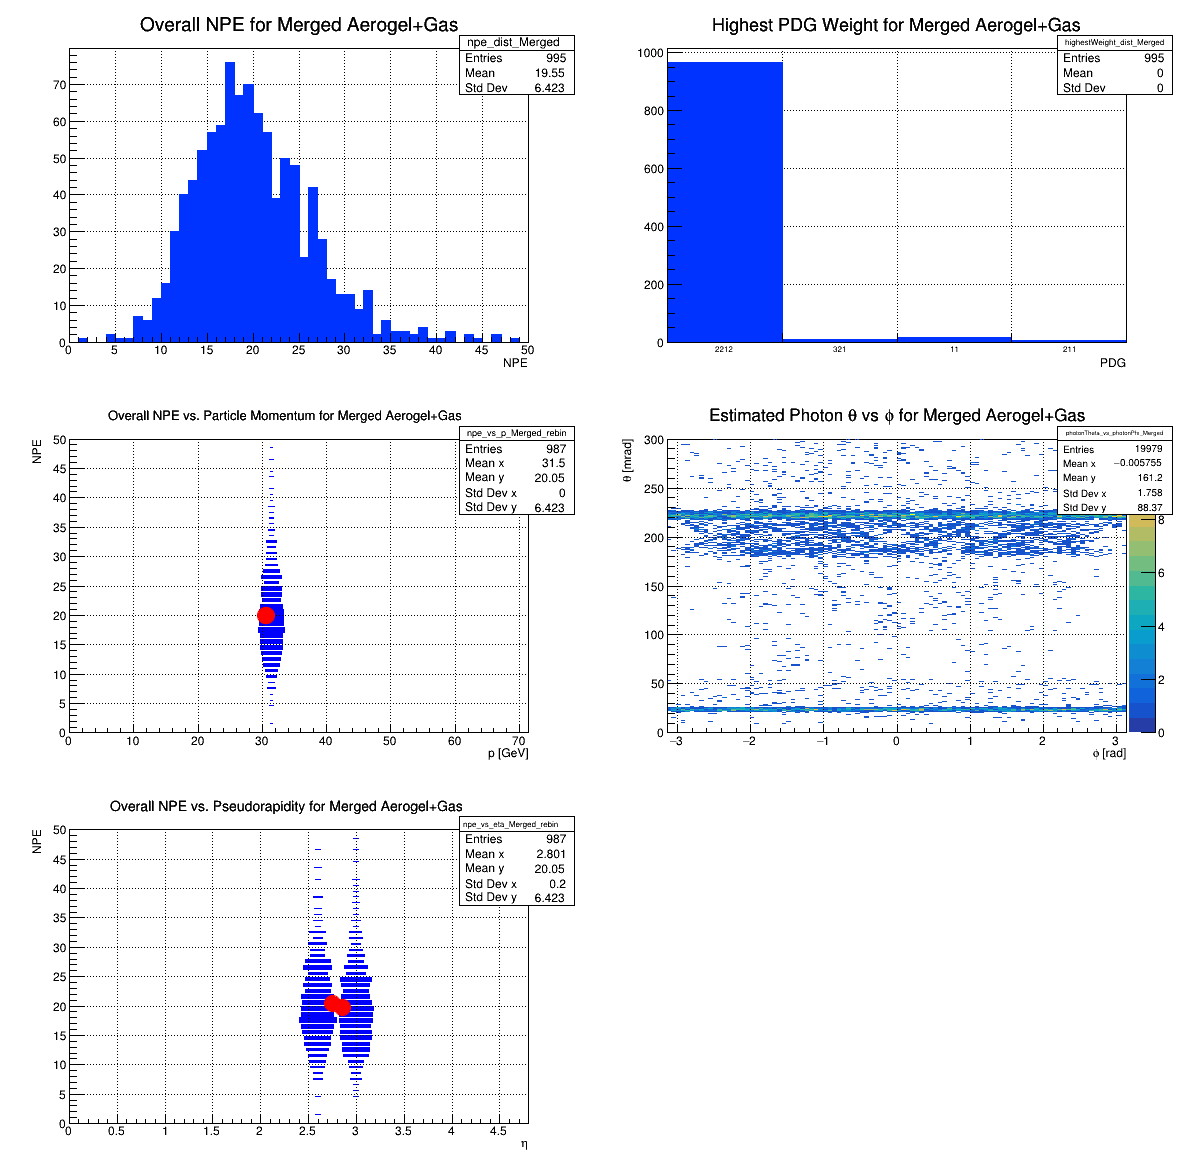 Overall NPE for Merged Aerogel+Gas
npe_dist_Merged
Entries 995
Mean 19.55
Std Dev 6.423
70
60
50
40
30
20
10
0
0 5 10 15 20 25 30 35 40 45 50
NPE
Highest PDG Weight for Merged Aerogel+Gas
highestWeight_dist_Merged
Entries 995
Mean 0
Std Dev 0
1000
800
600
400
200
0
2212 321 11 211
PDG
Overall NPE vs. Particle Momentum for Merged Aerogel+Gas
npe_vs_p_Merged_rebin
Entries 987
Mean x 31.5
Mean y 20.05
Std Dev x 0
Std Dev y 6.423
NPE
50
45
40
35
30
25
20
15
10
5
0
0 10 20 30 40 50 60 70
p [GeV]
Estimated Photon θ vs ϕ for Merged Aerogel+Gas
photonTheta_vs_photonPhi_Merged
Entries 19979
Mean x −0.005755
Mean y 161.2
Std Dev x 1.758
Std Dev y 88.37
θ [mrad]
300
250
200
150
100
50
0
−3 −2 −1 0 1 2 3
ϕ [rad]
8
6
4
2
0
Overall NPE vs. Pseudorapidity for Merged Aerogel+Gas
npe_vs_eta_Merged_rebin
Entries 987
Mean x 2.801
Mean y 20.05
Std Dev x 0.2
Std Dev y 6.423
NPE
50
45
40
35
30
25
20
15
10
5
0
0 0.5 1 1.5 2 2.5 3 3.5 4 4.5
η